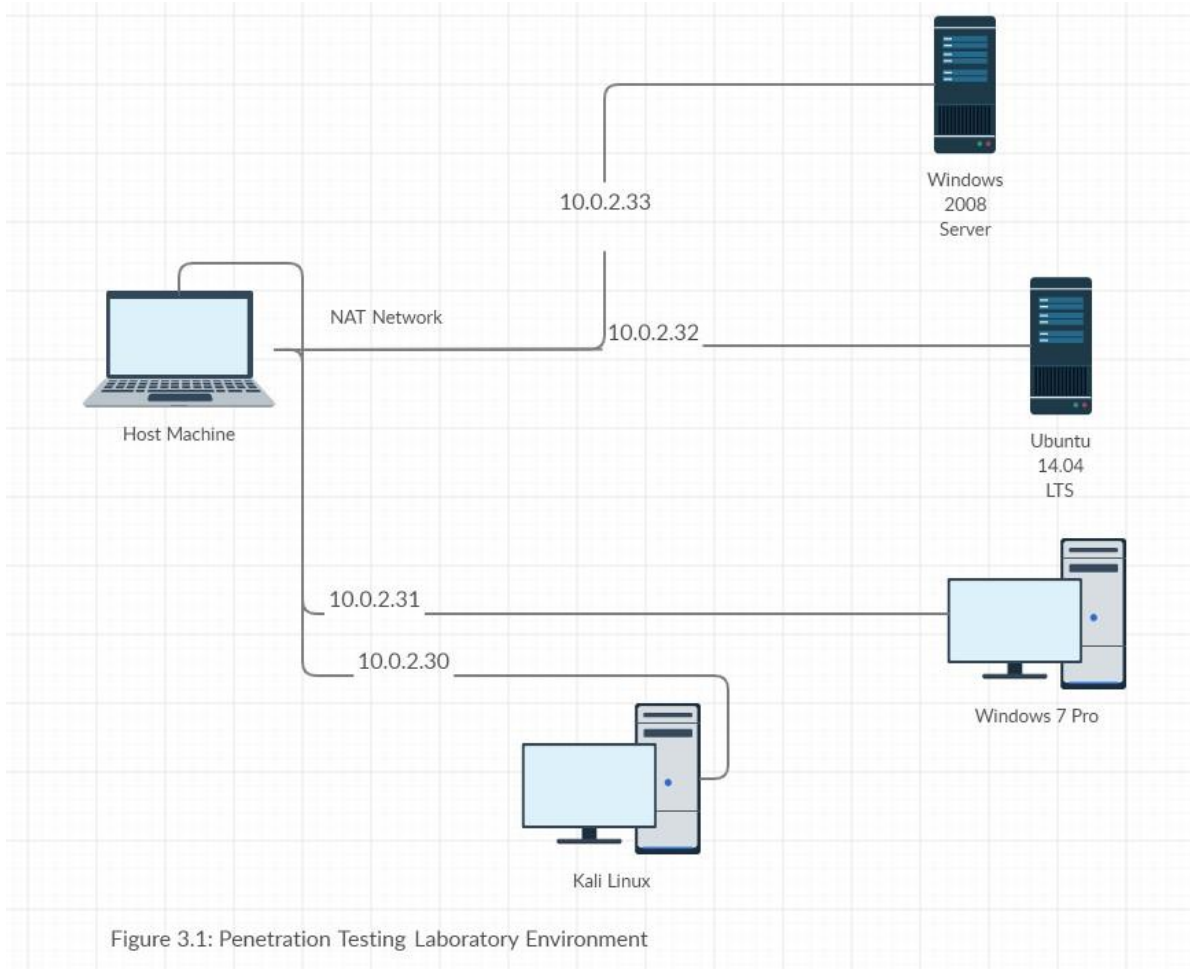 Windows
2008
Server
10.0.2.33
NAT Network
10.0.2.32
Host Machine
Ubuntu
14.04
LTS
10.0.2.31
10.0.2.30
Windows 7 Pro
Kali Linux
Figure 3.1: Penetration Testing Laboratory Environment